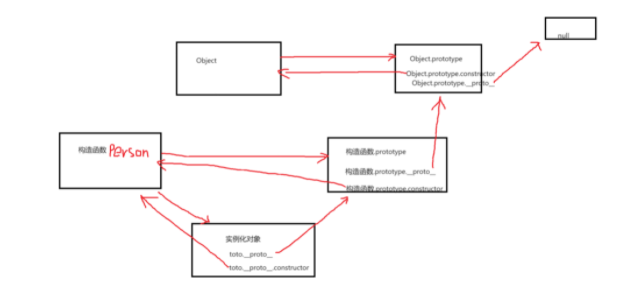 null
Object
Object.prototype
Object.prototype.constructor
Object.prototype.__proto__
构造函数 PErson
构造函数.prototype
构造函数.prototype.__proto__
构造函数.prototype.constructor
实例化对象
toto.__proto__
toto.__proto__.constructor